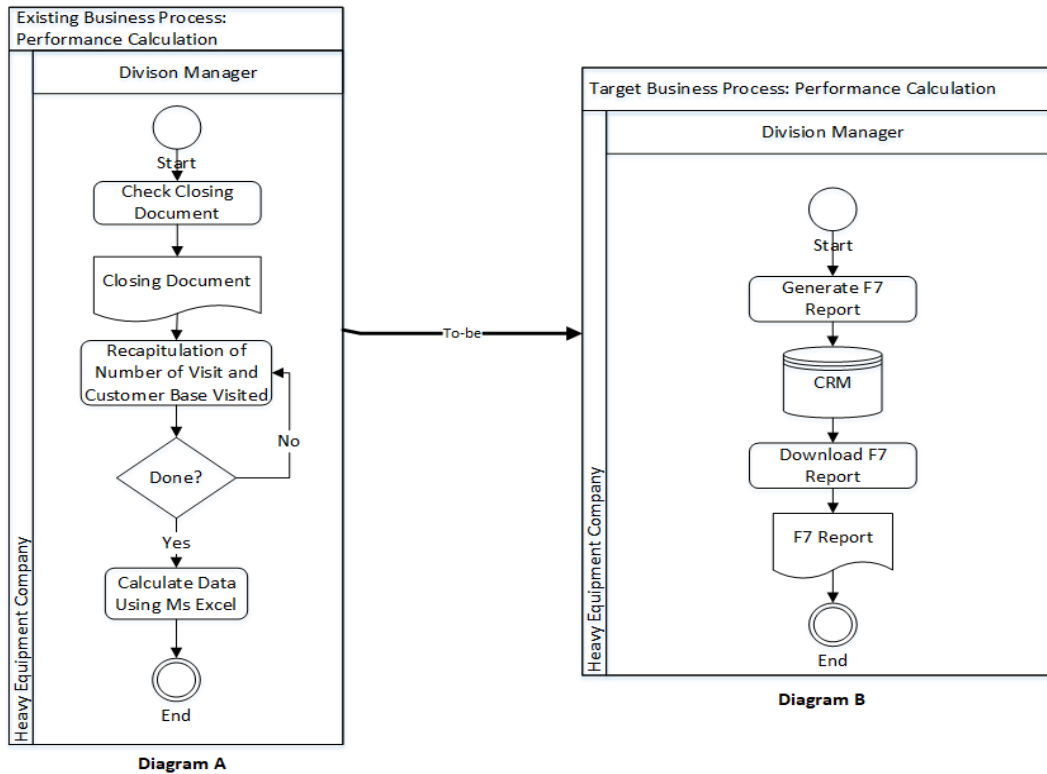 Existing Business Process:
Performance Calculation
Heavy Equipment Company
Divison Manager
Start
Check Closing
Document
Closing Document
Recapitulation of
Number of Visit and
Customer Base Visited
No
Done?
Yes
Calculate Data
Using Ms Excel
End
Diagram A
To-be
Target Business Process: Performance Calculation
Heavy Equipment Company
Division Manager
Start
Generate F7
Report
CRM
Download F7
Report
F7 Report
End
Diagram B